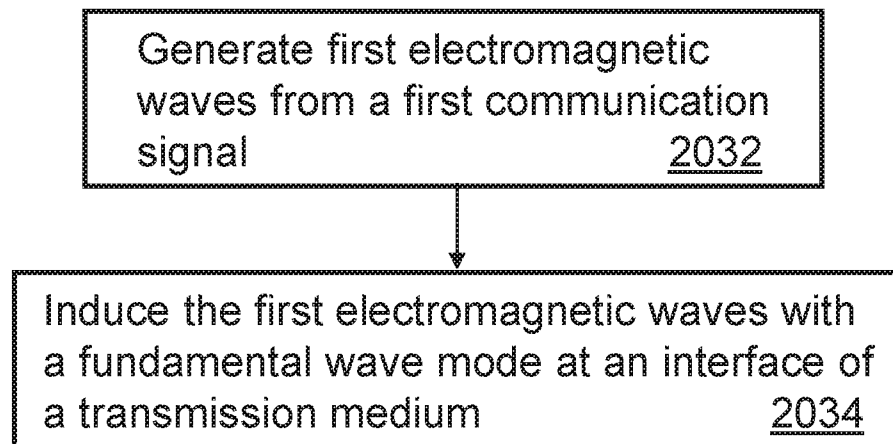 Generate first electromagnetic
waves from a first communication
signal 2032
Induce the first electromagnetic waves with
a fundamental wave mode at an interface of
a transmission medium 2034